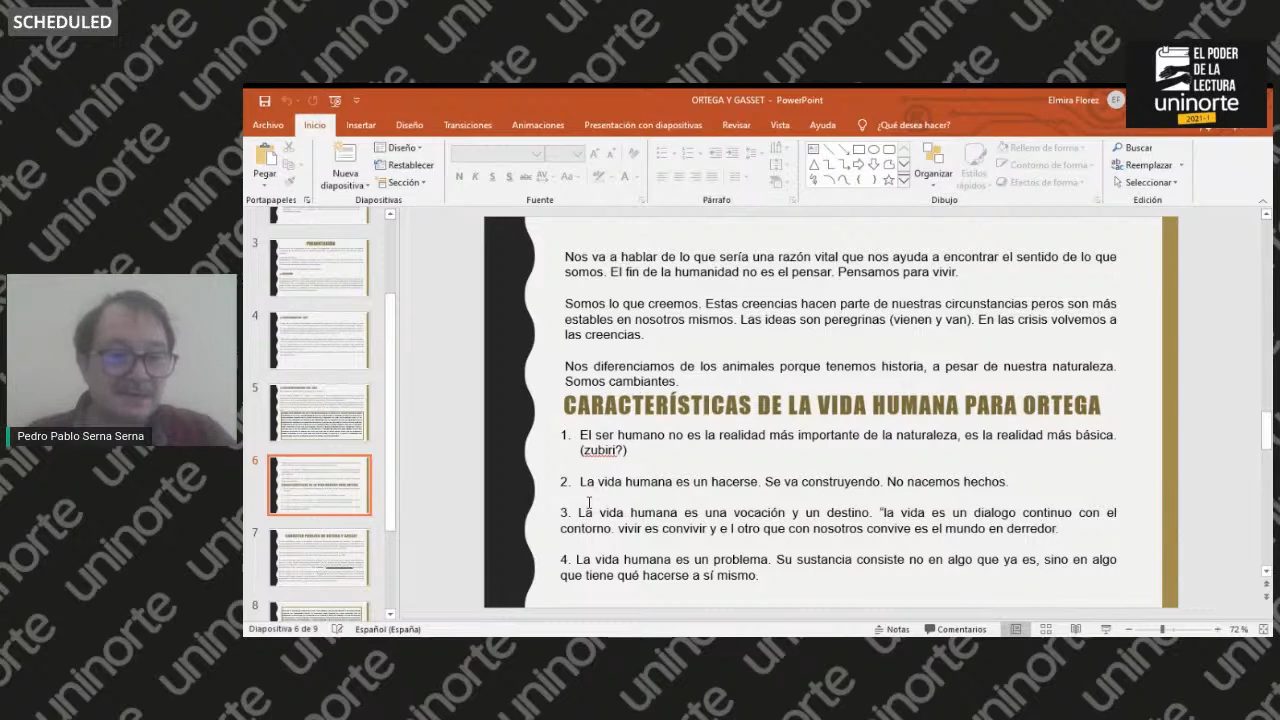 SCHEDULED
EL PODER
DE LA
LECTURA
uninorte
2021-1
ORTEGA Y GASSET - PowerPoint
Elmira Florez
EF
Archivo Inicio Insertar Diseño Transiciones Animaciones Presentación con diapositivas Revisar Vista Ayuda ¿Qué desea hacer?
Pegar
Nueva
diapositiva
Diseño
Restablecer
Sección
N K S S abc AV Aa A
Organizar
Estilos
rápidos
Relleno de forma
Contorno de forma
Efectos de forma
Buscar
Reemplazar
Seleccionar
Portapapeles Diapositivas Fuente Párrafo Dibujo Edición
3
4
5
6
7
8
va a hablar de lo que sería la razón vital que nos ayuda a encontrar el sentido de lo que
somos. El fin de la humanidad no es el pensar. Pensamos para vivir.
Somos lo que creemos. Estas creencias hacen parte de nuestras circunstancias peros son más
estables en nosotros mismos. Las ideas son peregrinas (vienen y van). En las crisis volvemos a
creencias.
Nos diferenciamos de los animales porque tenemos historia, a pesar de nuestra naturaleza.
Somos cambiantes.
VIDA HUMANA PARA ORTEGA
1. El ser humano no es la realidad más importante de la naturaleza, es la realidad más básica.
(zubiri?)
2. La vida humana es un hacerse. Se va construyendo. No nacemos hechos.
3. La vida humana es una vocación y un destino. “la vida es un dialogo continuo con el
contorno, vivir es convivir y el otro que con nosotros convive es el mundo en derredor.
humana es un problema: “su sustancia consiste no en algo que ya es, sino en algo
que tiene qué hacerse a sí mismo.
Pablo Serna Serna
Diapositiva 6 de 9 Español (España) Notas Comentarios 72 %